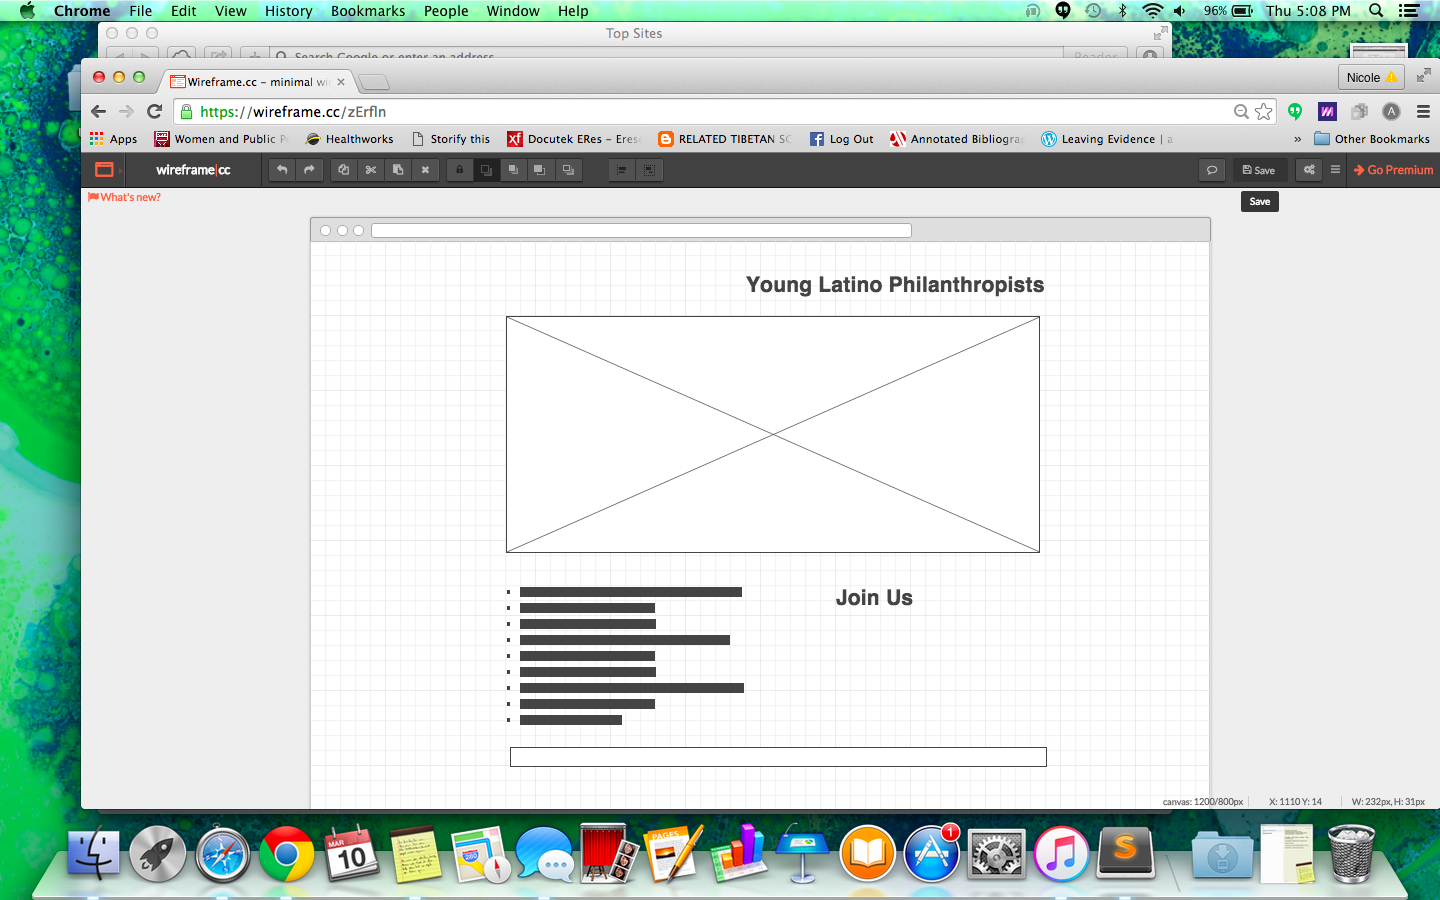 Chrome File Edit View History Bookmarks People Window Help 96% Thu 5:08 PM
Top Sites
Search Google or enter an address Reader
Wireframe.cc – minimal wi Nicole
https://wireframe.cc/zErfln
Apps Women and Public P Healthworks Storify this Docutek ERes – Erese RELATED TIBETAN SC Log Out Annotated Bibliogra Leaving Evidence | a » Other Bookmarks
wireframe|cc Save Go Premium
What's new? Save
Young Latino Philanthropists
Join Us
canvas: 1200/800px X: 1110 Y: 14 W: 232px, H: 31px
MAR
10
280
PAGES
1
S